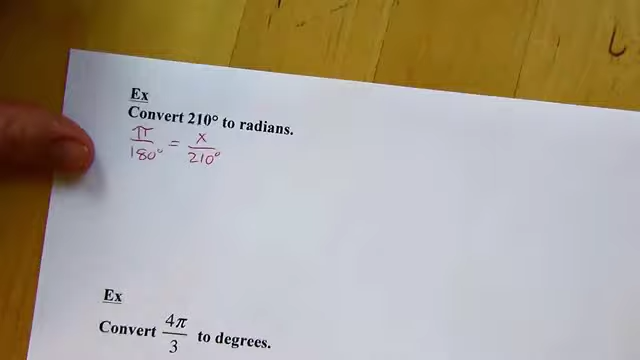 Ex
Convert 210° to radians.
π/180° = x/210°
Ex
Convert 4π/3 to degrees.